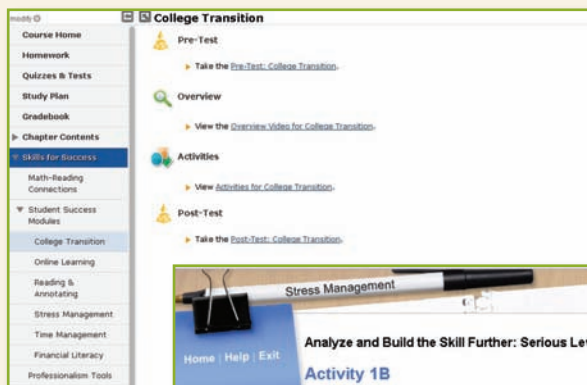 modify
Course Home
Homework
Quizzes & Tests
Study Plan
Gradebook
Chapter Contents
Skills for Success
Math-Reading
Connections
Student Success
Modules
College Transition
Online Learning
Reading &
Annotating
Stress Management
Time Management
Financial Literacy
Professionalism Tools
College Transition
Pre-Test
Take the Pre-Test: College Transition.
Overview
View the Overview Video for College Transition.
Activities
View Activities for College Transition.
Post-Test
Take the Post-Test: College Transition.
Stress Management
Home | Help | Exit
Analyze and Build the Skill Further: Serious Lev
Activity 1B